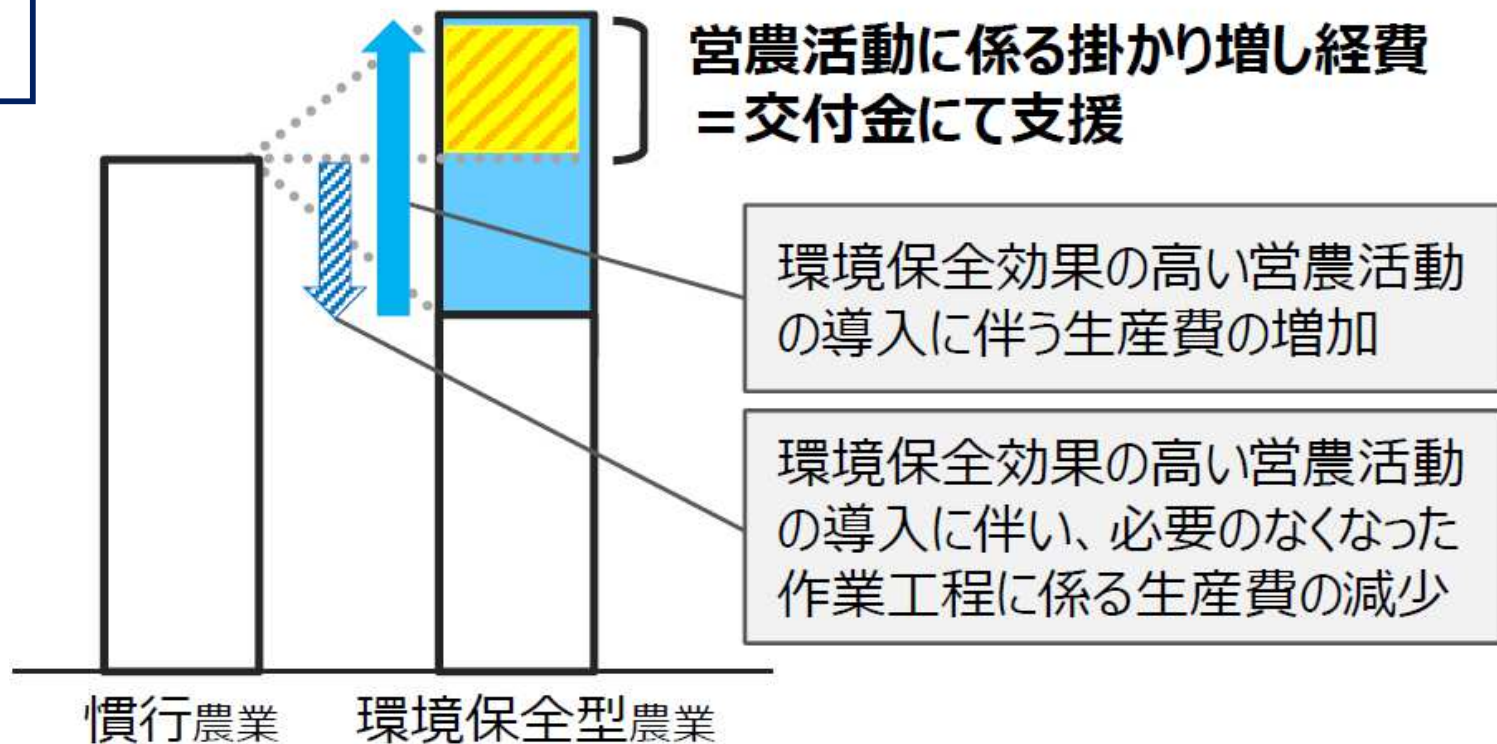 営農活動に係る掛かり増し経費
＝交付金にて支援
環境保全効果の高い営農活動
の導入に伴う生産費の増加
環境保全効果の高い営農活動
の導入に伴い、必要のなくなった
作業工程に係る生産費の減少
慣行農業
環境保全型農業